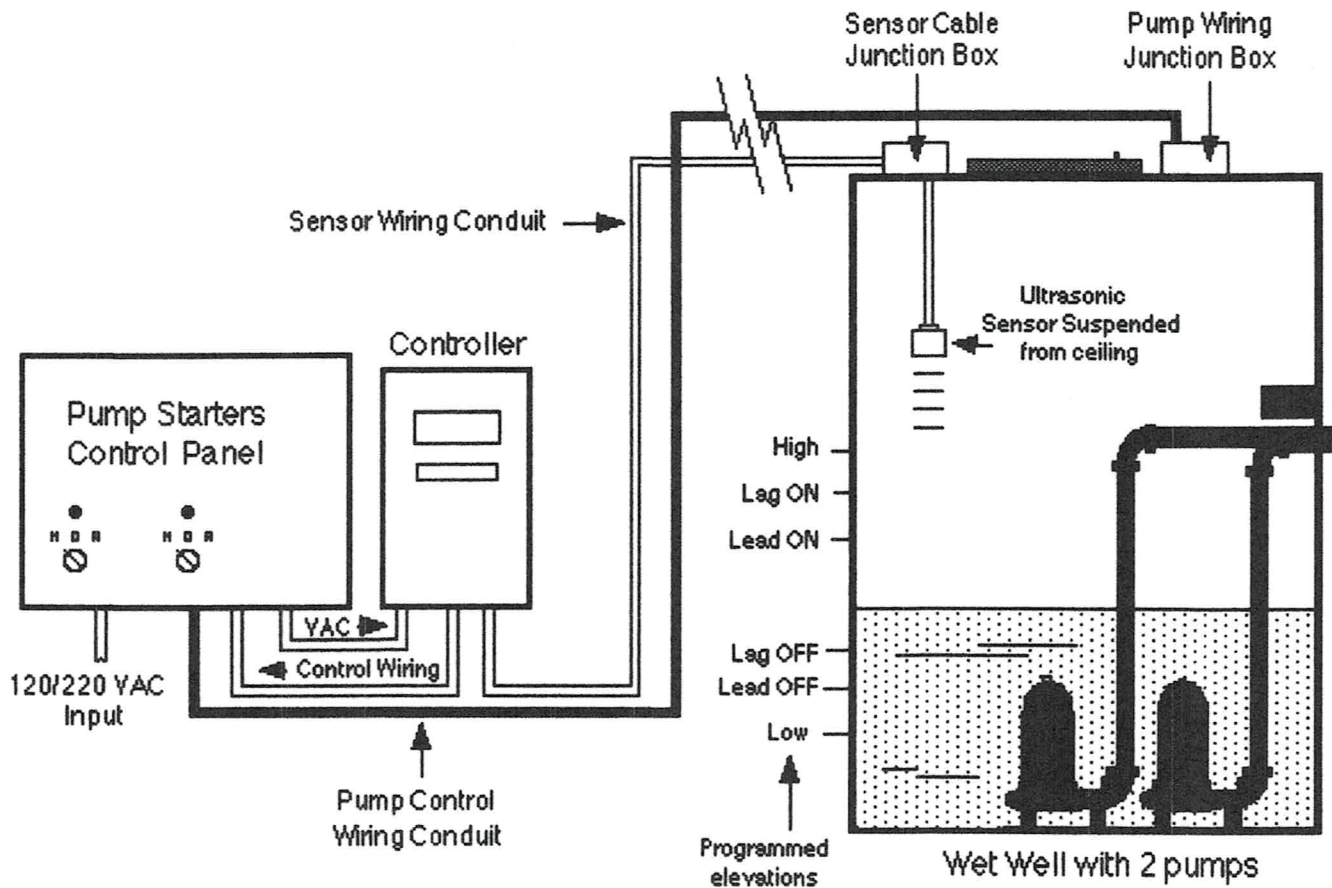 Sensor Cable
Junction Box
Pump Wiring
Junction Box
Sensor Wiring Conduit
Ultrasonic
Sensor Suspended
from ceiling
Controller
Pump Starters
Control Panel
H O A
H O A
High
Lag ON
Lead ON
VAC
Control Wiring
120/220 VAC
Input
Lag OFF
Lead OFF
Low
Pump Control
Wiring Conduit
Programmed
elevations
Wet Well with 2 pumps